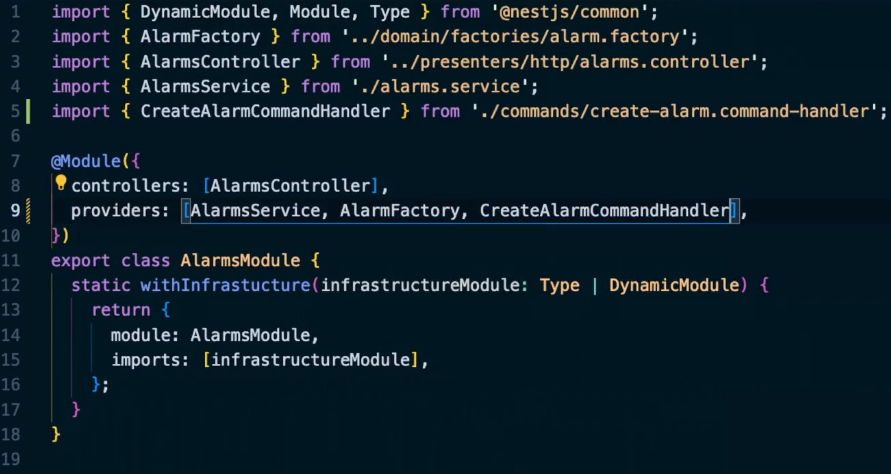 1 import { DynamicModule, Module, Type } from '@nestjs/common';
2 import { AlarmFactory } from '../domain/factories/alarm.factory';
3 import { AlarmsController } from '../presenters/http/alarms.controller';
4 import { AlarmsService } from './alarms.service';
5 import { CreateAlarmCommandHandler } from './commands/create-alarm.command-handler';
6
7 @Module({
8 controllers: [AlarmsController],
9 providers: [AlarmsService, AlarmFactory, CreateAlarmCommandHandler],
10 })
11 export class AlarmsModule {
12 static withInfrastucture(infrastructureModule: Type | DynamicModule) {
13 return {
14 module: AlarmsModule,
15 imports: [infrastructureModule],
16 };
17 }
18 }
19